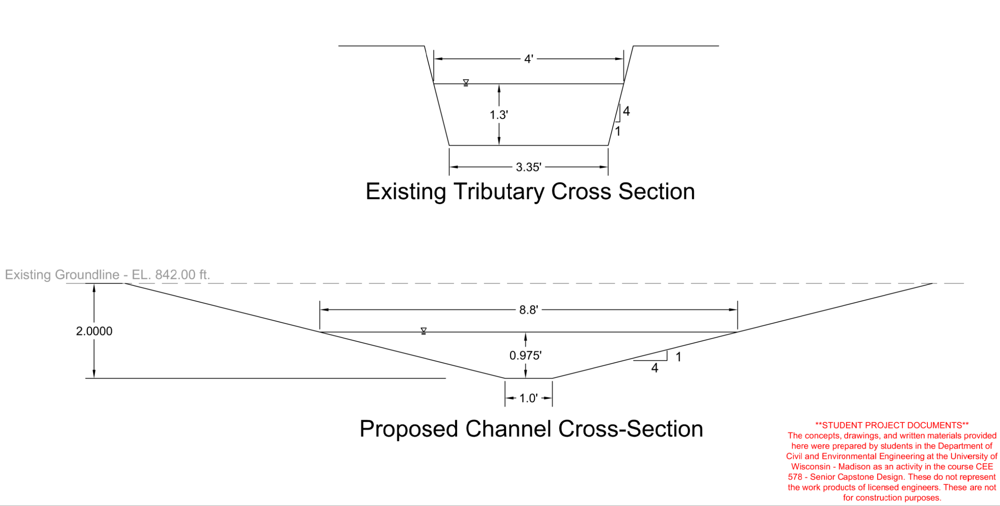 4'
1.3'
4
1
3.35'
Existing Tributary Cross Section
Existing Groundline - EL. 842.00 ft.
8.8'
2.0000
0.975'
1
4
1.0'
Proposed Channel Cross-Section
**STUDENT PROJECT DOCUMENTS**
The concepts, drawings, and written materials provided
here were prepared by students in the Department of
Civil and Environmental Engineering at the University of
Wisconsin - Madison as an activity in the course CEE
578 - Senior Capstone Design. These do not represent
the work products of licensed engineers. These are not
for construction purposes.